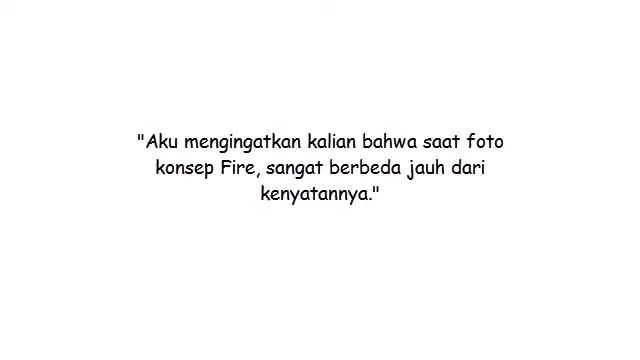 "Aku mengingatkan kalian bahwa saat foto
konsep Fire, sangat berbeda jauh dari
kenyatannya."